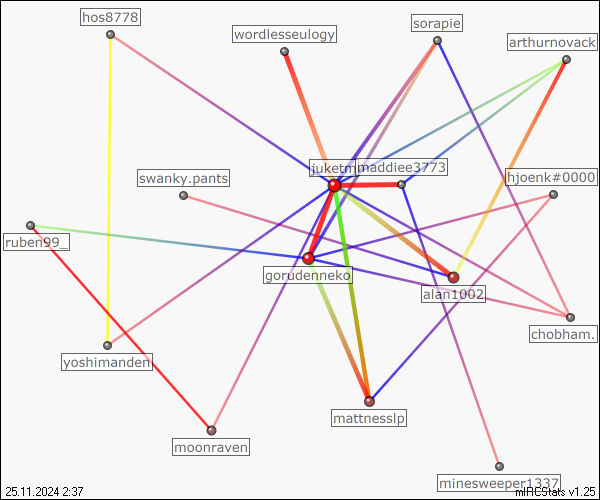 hos8778
sorapie
wordlesseulogy
arthurnovack
maddiee3773
swanky.pants
hjoenk#0000
ruben99_
gorudenneko
alan1002
chobham.
yoshimanden
mattnesslp
moonraven
minesweeper1337
25.11.2024 2:37
mIRCStats v1.25